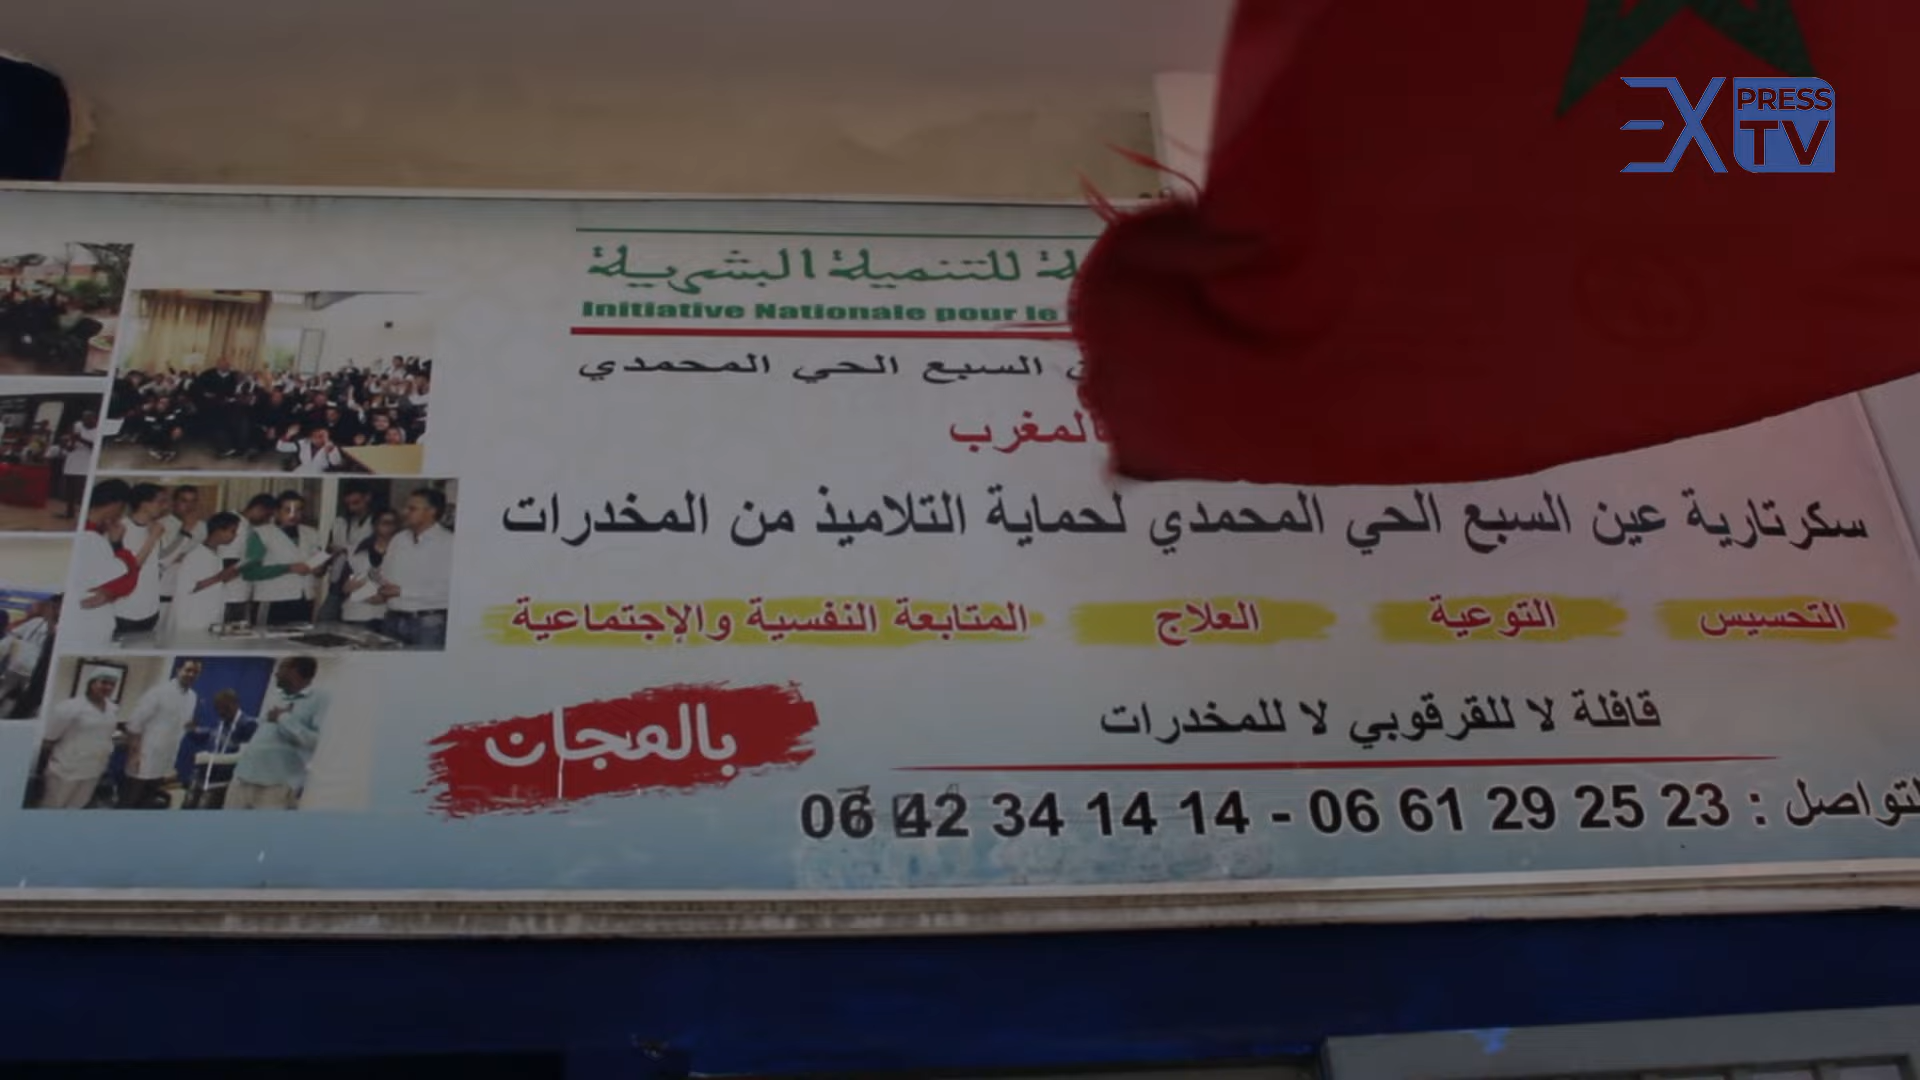 EXPRESS TV
للتنمية البشرية
Initiative Nationale pour le
السبع الحي المحمدي
المغرب
سكرتارية عين السبع الحي المحمدي لحماية التلاميذ من المخدرات
التحسيس التوعية العلاج المتابعة النفسية والإجتماعية
قافلة لا للقرقوبي لا للمخدرات
بالمجان
للتواصل : 06 61 29 25 23 - 06 42 34 14 14